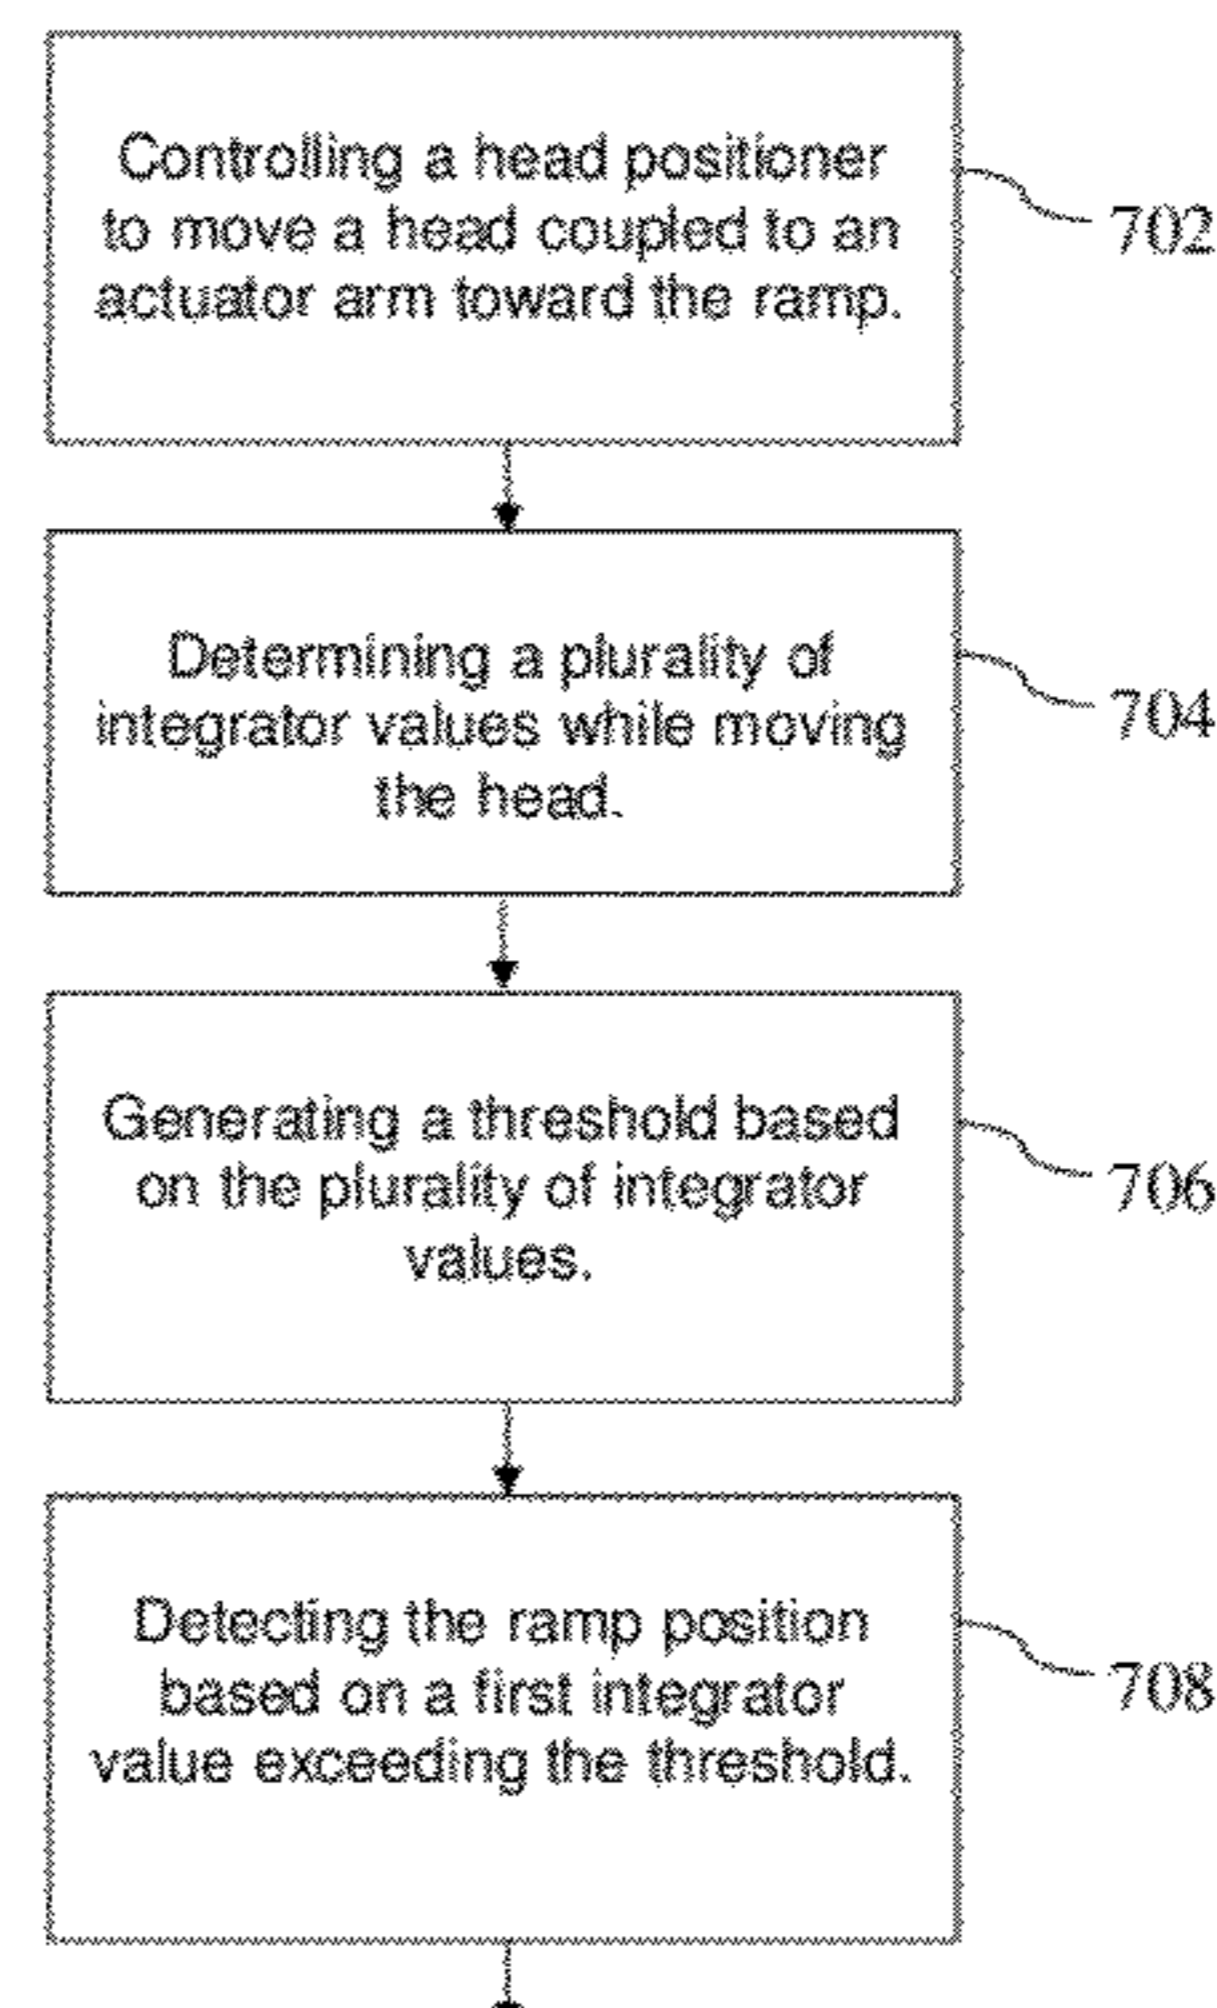 Controlling a head positioner
to move a head coupled to an
actuator arm toward the ramp.
702
Determining a plurality of
integrator values while moving
the head.
704
Generating a threshold based
on the plurality of integrator
values.
706
Detecting the ramp position
based on a first integrator
value exceeding the threshold.
708